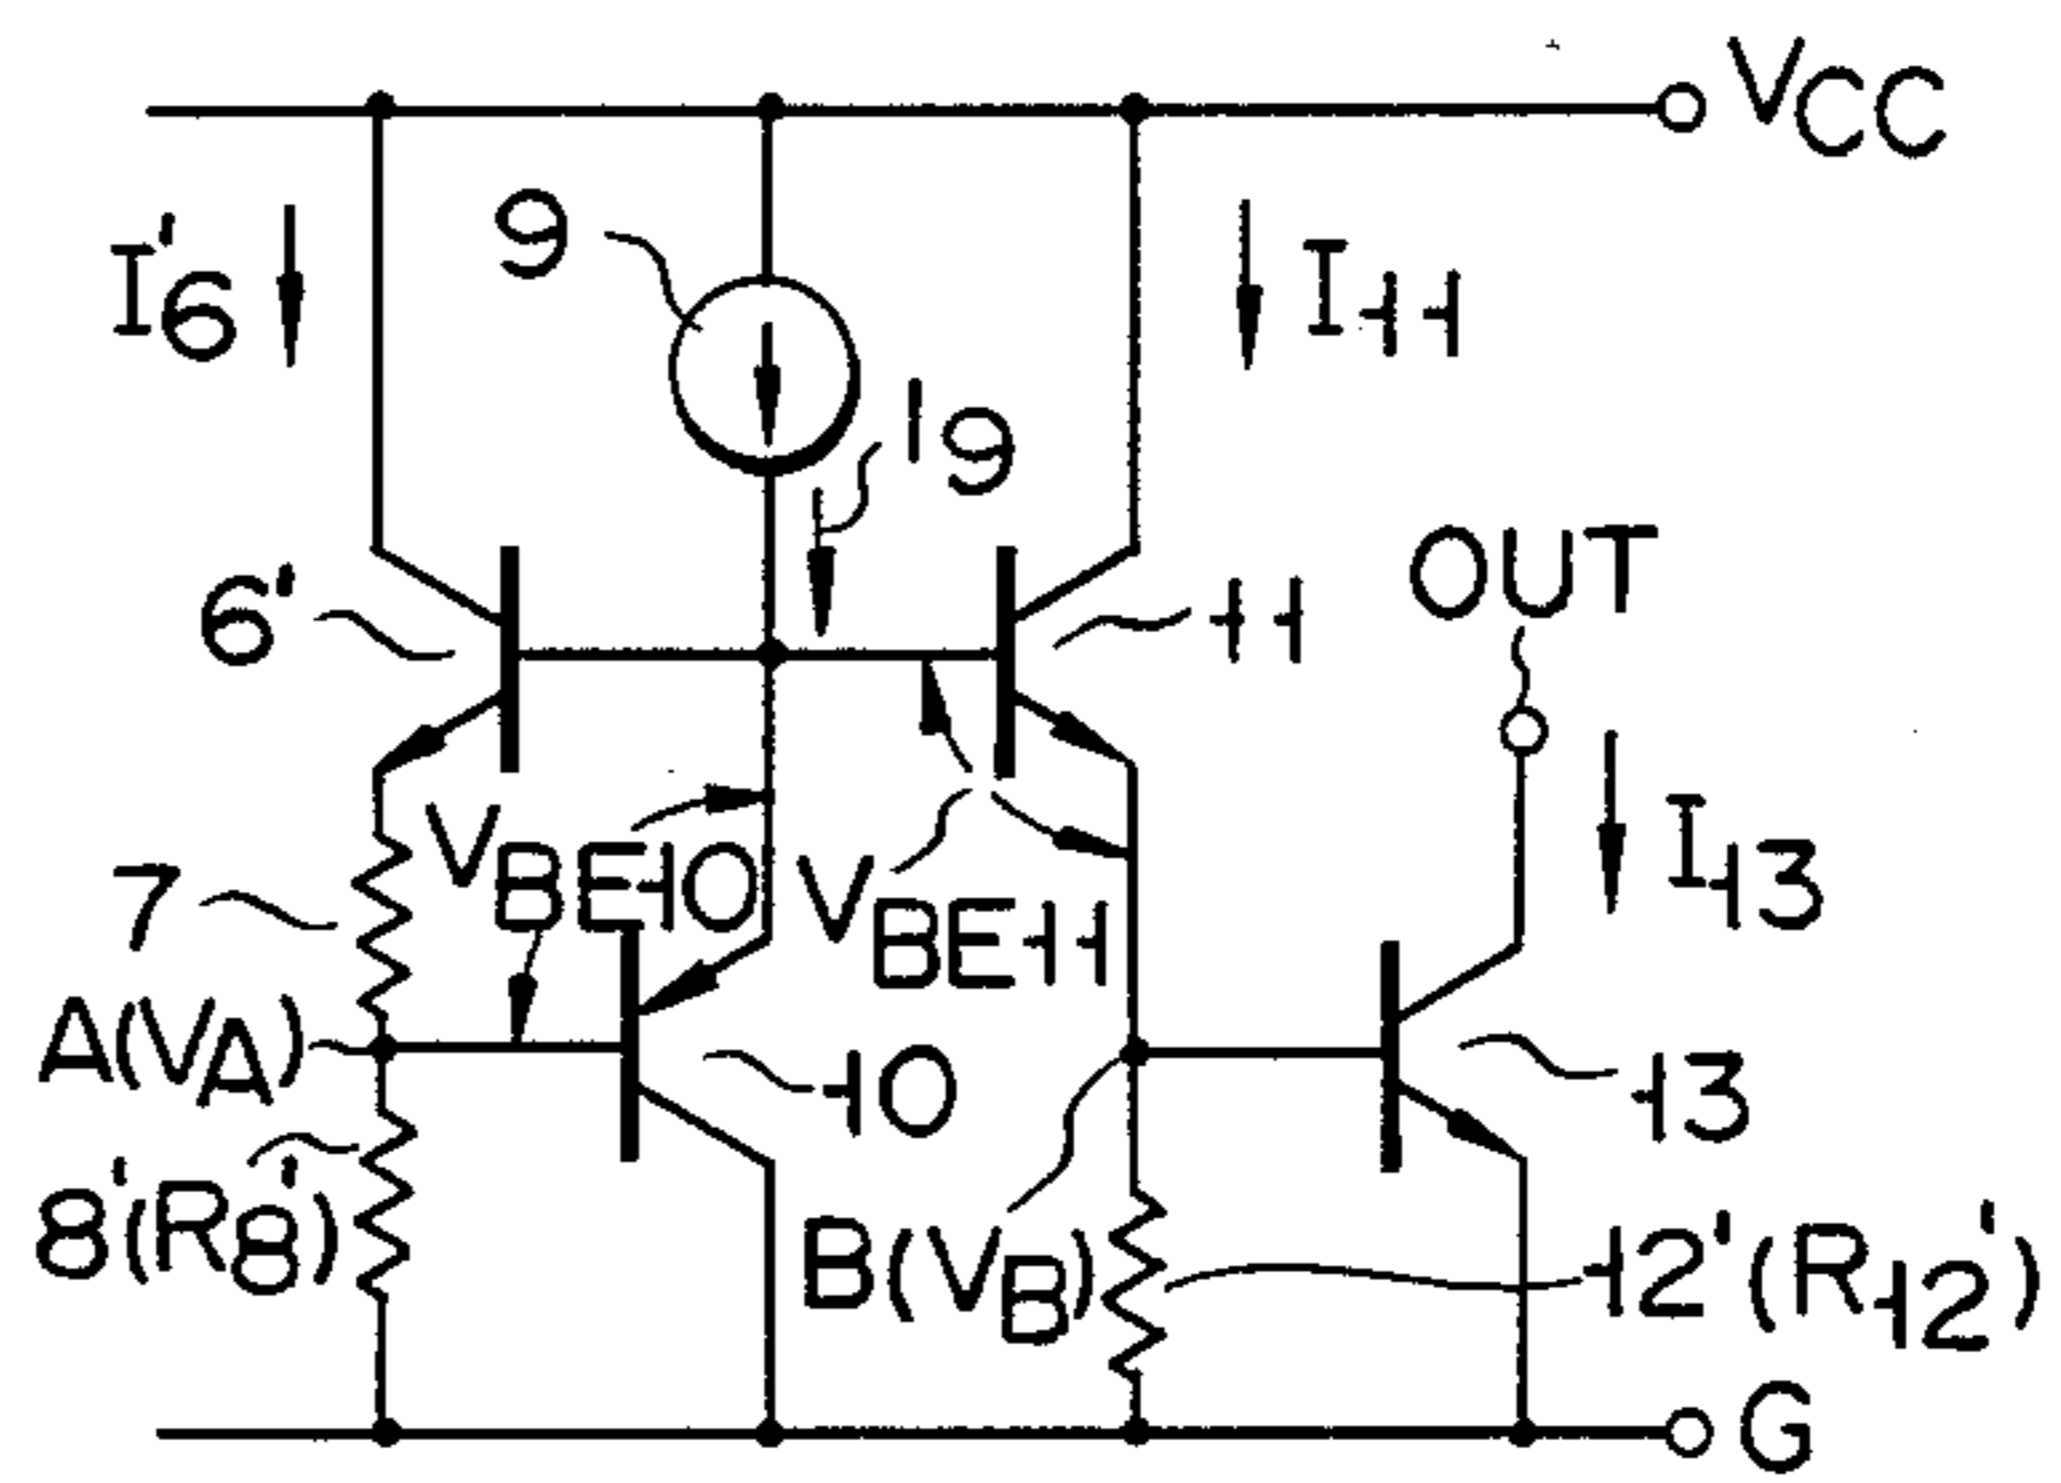 VCC
I'6
9
I11
I9
6'
11
OUT
VBE10
VBE11
I13
7
A(VA)
10
13
8'(R8')
B(VB)
12'(R12')
G